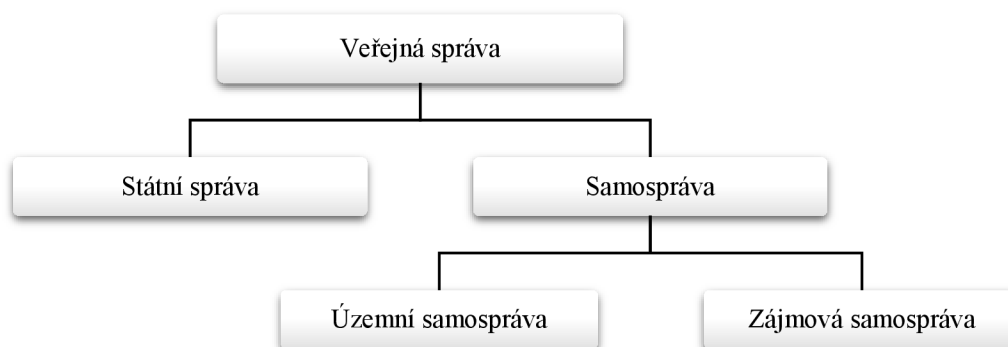 Veřejná správa
Státní správa
Samospráva
Územní samospráva
Zájmová samospráva